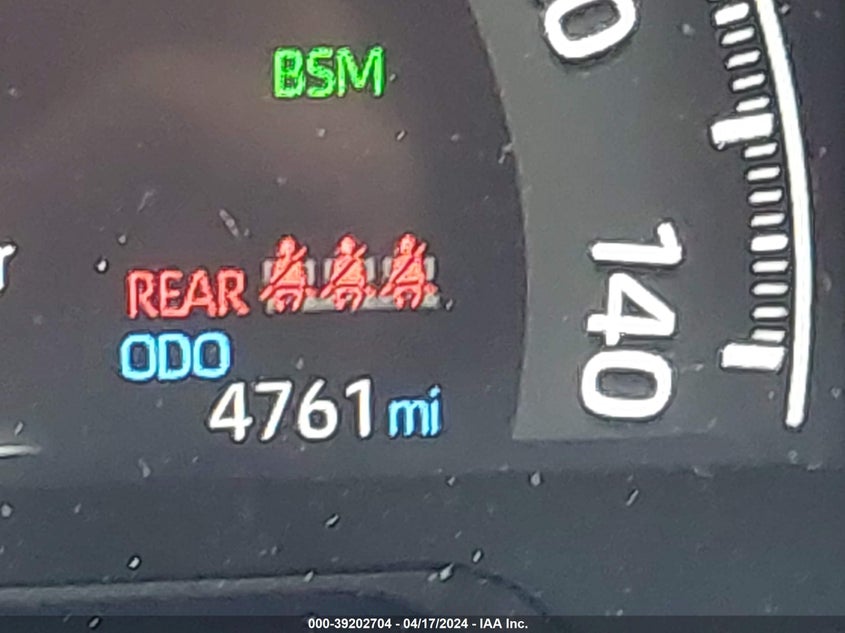 BSM
REAR
ODO
4761 mi
140
000-39202704 - 04/17/2024 - IAA Inc.